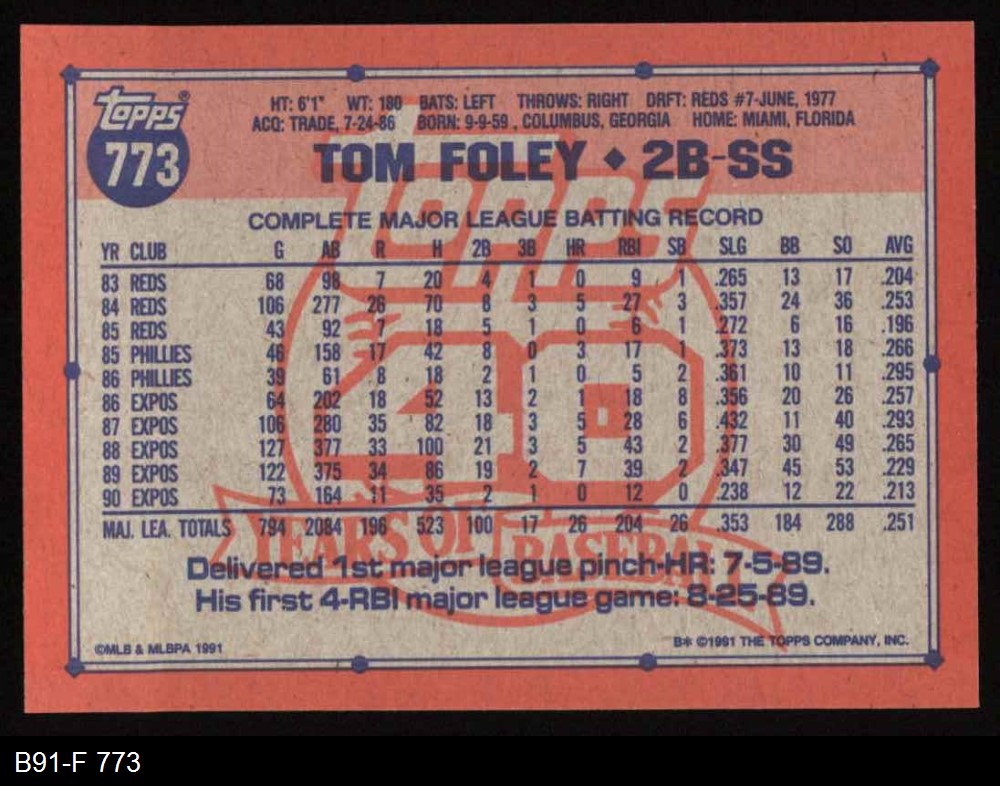 topps®
773
HT: 6'1" WT: 180 BATS: LEFT THROWS: RIGHT DRFT: REDS #7-JUNE, 1977
ACQ: TRADE, 7-24-86 BORN: 9-9-59, COLUMBUS, GEORGIA HOME: MIAMI, FLORIDA
TOM FOLEY ◆ 2B-SS
COMPLETE MAJOR LEAGUE BATTING RECORD
YR CLUB G AB R H 2B 3B HR RBI SB SLG BB SO AVG
83 REDS 68 98 7 20 4 1 0 9 1 .265 13 17 .204
84 REDS 106 277 26 70 8 3 5 27 3 .357 24 36 .253
85 REDS 43 92 7 18 5 1 0 6 1 .272 6 16 .196
85 PHILLIES 46 158 17 42 8 0 3 17 1 .373 13 18 .266
86 PHILLIES 39 61 8 18 2 1 0 5 2 .361 10 11 .295
86 EXPOS 64 202 18 52 13 2 1 18 8 .356 20 26 .257
87 EXPOS 106 280 35 82 18 3 5 28 6 .432 11 40 .293
88 EXPOS 127 377 33 100 21 3 5 43 2 .377 30 49 .265
89 EXPOS 122 375 34 86 19 2 7 39 2 .347 45 53 .229
90 EXPOS 73 164 11 35 2 1 0 12 0 .238 12 22 .213
MAJ. LEA. TOTALS 794 2084 196 523 100 17 26 204 26 .353 184 288 .251
topps
40
YEARS OF BASEBALL
Delivered 1st major league pinch-HR: 7-5-89.
His first 4-RBI major league game: 8-25-89.
©MLB & MLBPA 1991
B* ©1991 THE TOPPS COMPANY, INC.
B91-F 773